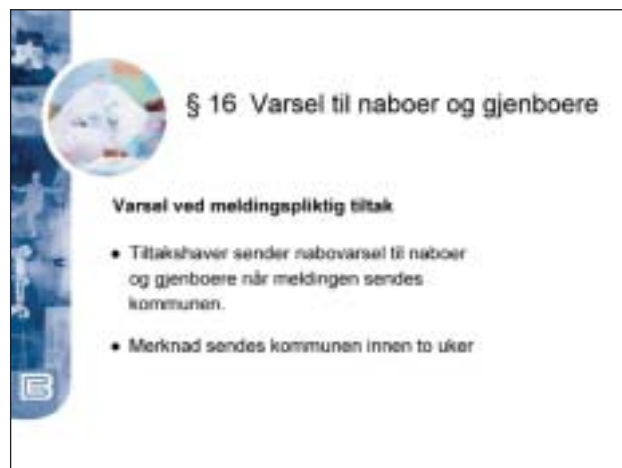 § 16 Varsel til naboer og gjenboere
Varsel ved meldingspliktig tiltak
● Tiltakshaver sender nabovarsel til naboer
og gjenboere når meldingen sendes
kommunen.
● Merknad sendes kommunen innen to uker